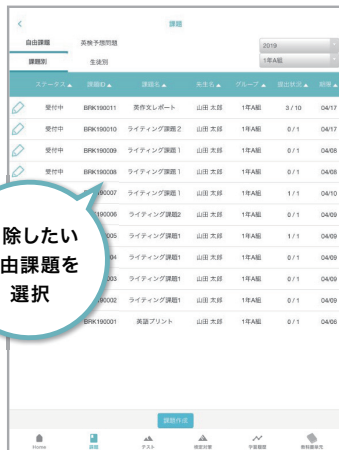 課題
自由課題 英検予想問題 2019
課題別 生徒別 1年A組
ステータス▲ 課題ID▲ 課題名▲ 先生名▲ グループ▲ 提出状況▲ 期限▲
受付中 BRK190011 英作文レポート 山田 太郎 1年A組 3 / 10 04/17
受付中 BRK190010 ライティング課題2 山田 太郎 1年A組 0 / 1 04/17
受付中 BRK190009 ライティング課題1 山田 太郎 1年A組 0 / 1 04/08
受付中 BRK190008 ライティング課題1 山田 太郎 1年A組 0 / 1 04/08
190007 ライティング課題1 山田 太郎 1年A組 1 / 1 04/10
190006 ライティング課題2 山田 太郎 1年A組 0 / 1 04/09
005 ライティング課題1 山田 太郎 1年A組 1 / 1 04/09
04 ライティング課題1 山田 太郎 1年A組 0 / 1 04/09
003 ライティング課題1 山田 太郎 1年A組 0 / 1 04/09
90002 ライティング課題1 山田 太郎 1年A組 0 / 1 04/09
BRK190001 英語プリント 山田 太郎 1年A組 0 / 1 04/06
除したい
由課題を
選択
課題作成
Home 課題 テスト 検定対策 学習履歴 教科書単元